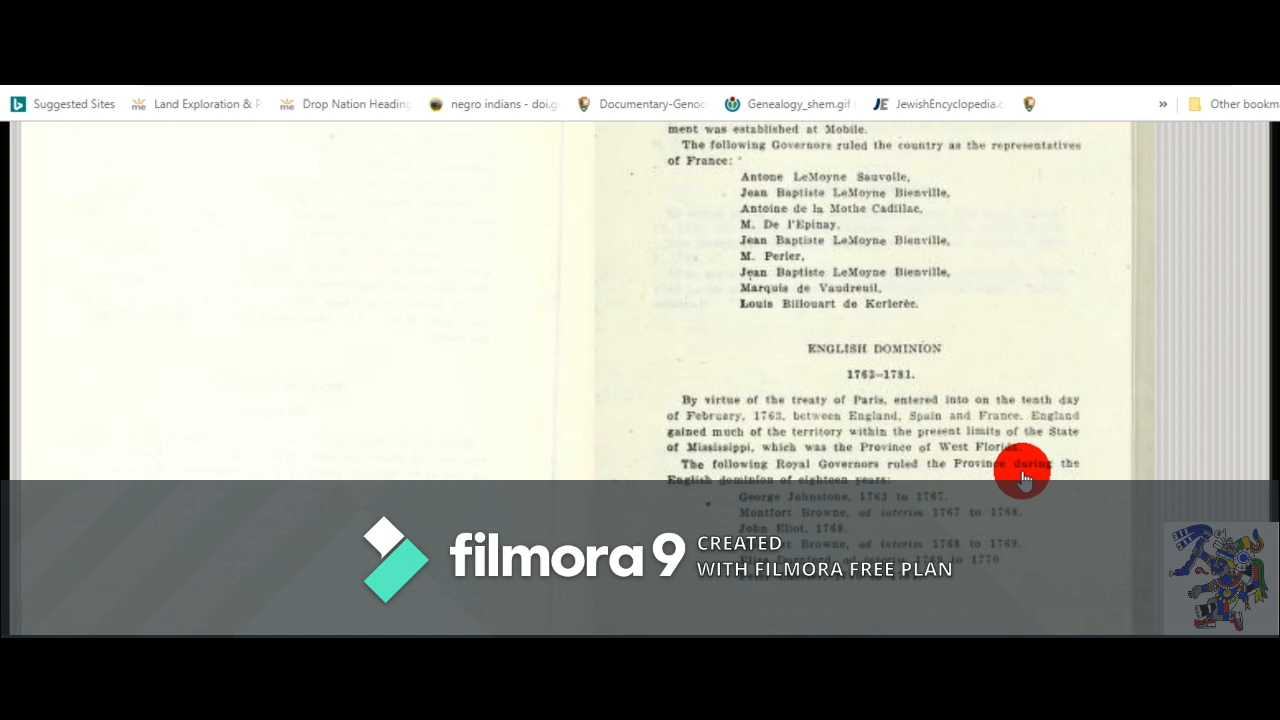 Suggested Sites
Land Exploration & P
Drop Nation Heading
negro indians - doi.g
Documentary-Genoc
Genealogy_shem.gif
JewishEncyclopedia.c
»
Other bookm
ment was established at Mobile.
The following Governors ruled the country as the representatives
of France:
Antone LeMoyne Sauvolle,
Jean Baptiste LeMoyne Bienville,
Antoine de la Mothe Cadillac,
M. De l'Epinay,
Jean Baptiste LeMoyne Bienville,
M. Perier,
Jean Baptiste LeMoyne Bienville,
Marquis de Vaudreuil,
Louis Billouart de Kerlerée.
ENGLISH DOMINION
1763–1781.
By virtue of the treaty of Paris, entered into on the tenth day
of February, 1763, between England, Spain and France, England
gained much of the territory within the present limits of the State
of Mississippi, which was the Province of West Florida.
The following Royal Governors ruled the Province during the
English dominion of eighteen years:
George Johnstone, 1763 to 1767.
Montfort Browne, ad interim 1767 to 1768.
John Eliot, 1768.
Browne, ad interim 1768 to 1769.
ad interim 1769 to 1770
filmora 9
CREATED
WITH FILMORA FREE PLAN